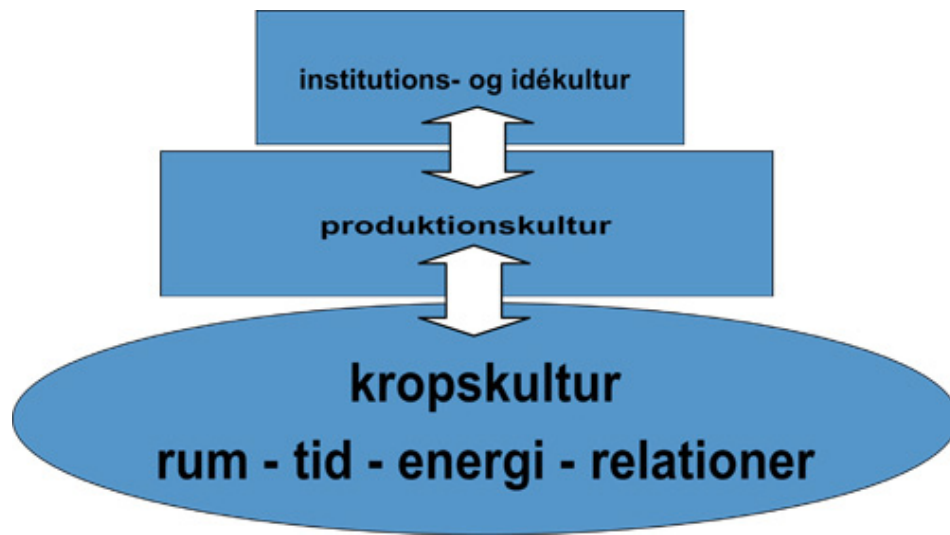 institutions- og idékultur
produktionskultur
kropskultur
rum - tid - energi - relationer